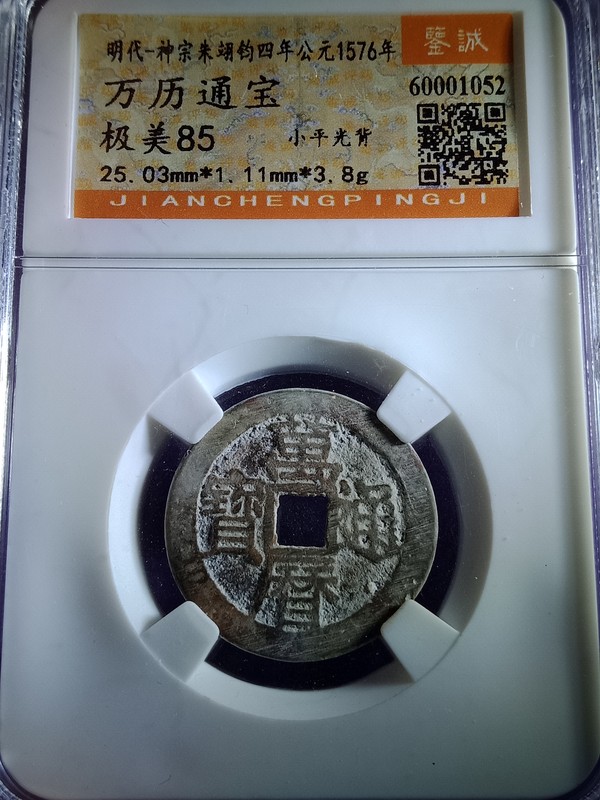 明代-神宗朱翊钧四年公元1576年
鑒誠
万历通宝
60001052
极美85
小平光背
25.03mm*1.11mm*3.8g
JIANCHENGPINGJI
萬曆通寶